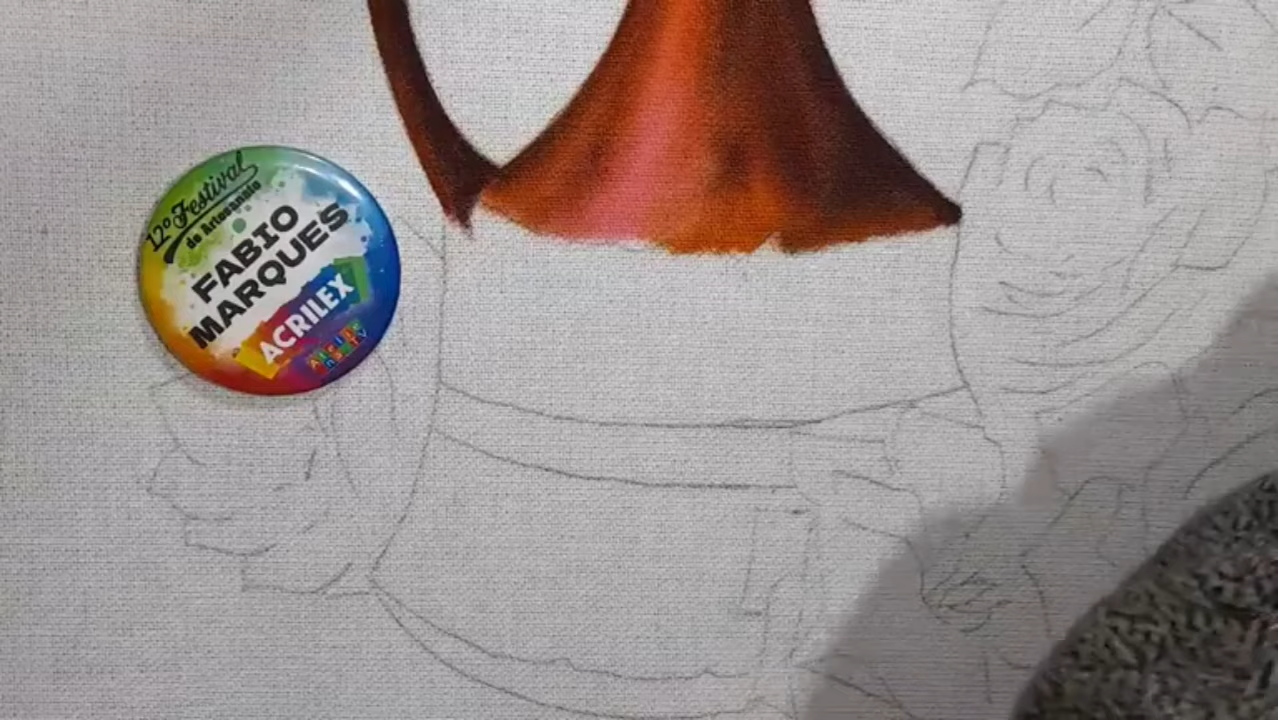 12º Festival
de Artesanato
FABIO
MARQUES
ACRILEX